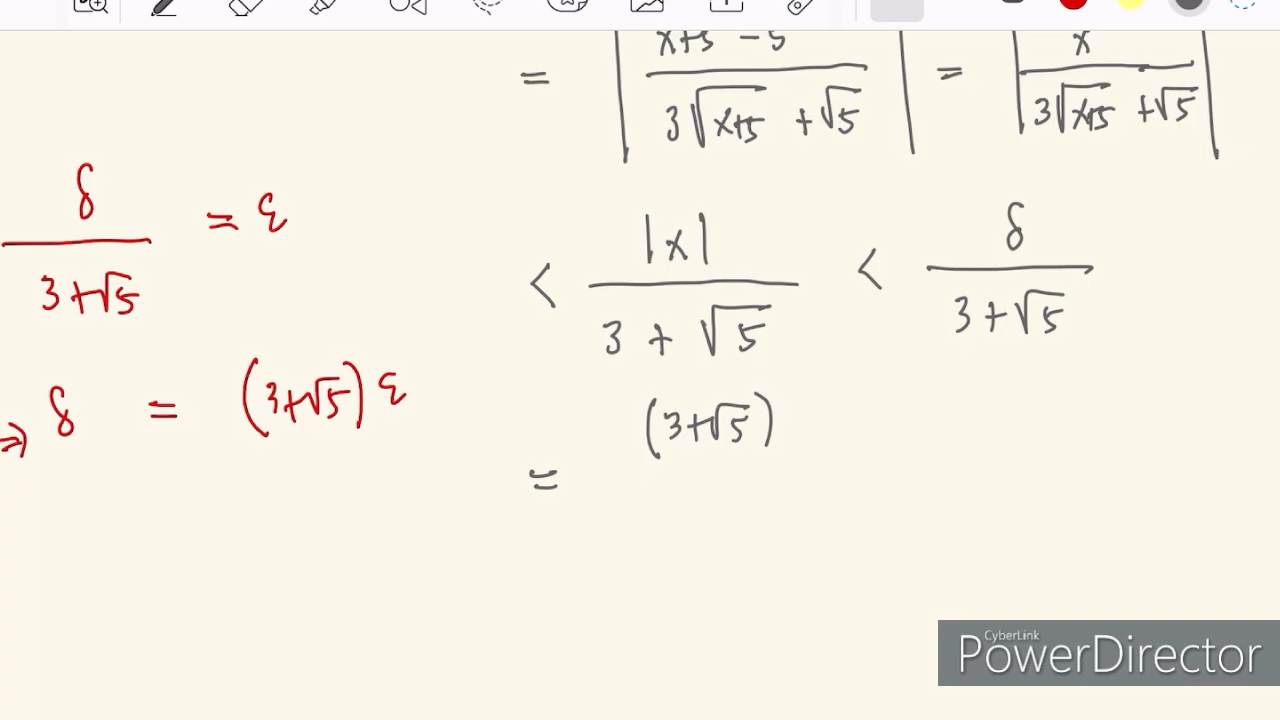 = | x+5 - 5 / 3√x+5 + √5 | = | x / 3√x+5 + √5 |
δ / 3+√5 = ε
< |x| / 3 + √5 < δ / 3+√5
⇒ δ = (3+√5) ε
= (3+√5)
CyberLink
PowerDirector